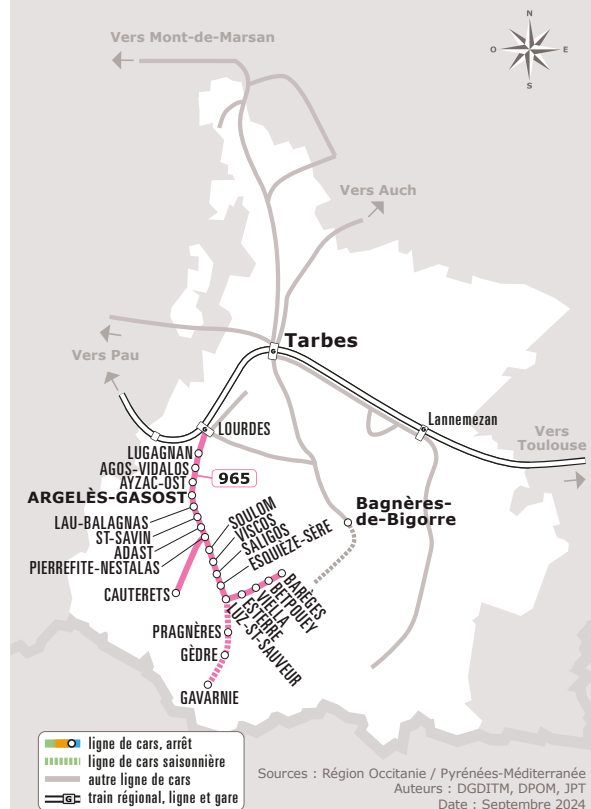 N
O
E
S
Vers Mont-de-Marsan
Vers Auch
Tarbes
G
Vers Pau
G
LOURDES
G
Lannemezan
Vers
Toulouse
LUGAGNAN
AGOS-VIDALOS
965
AYZAC-OST
ARGELÈS-GASOST
Bagnères-
de-Bigorre
LAU-BALAGNAS
ST-SAVIN
ADAST
PIERREFITE-NESTALAS
SOULOM
VISCOS
SALIGOS
ESQUIÈZE-SÈRE
CAUTERETS
BARÈGES
BETPOUEY
VIELLA
ESTERRE
LUZ-ST-SAUVEUR
PRAGNÈRES
GÈDRE
GAVARNIE
ligne de cars, arrêt
ligne de cars saisonnière
autre ligne de cars
G train régional, ligne et gare
Sources : Région Occitanie / Pyrénées-Méditerranée
Auteurs : DGDITM, DPOM, JPT
Date : Septembre 2024